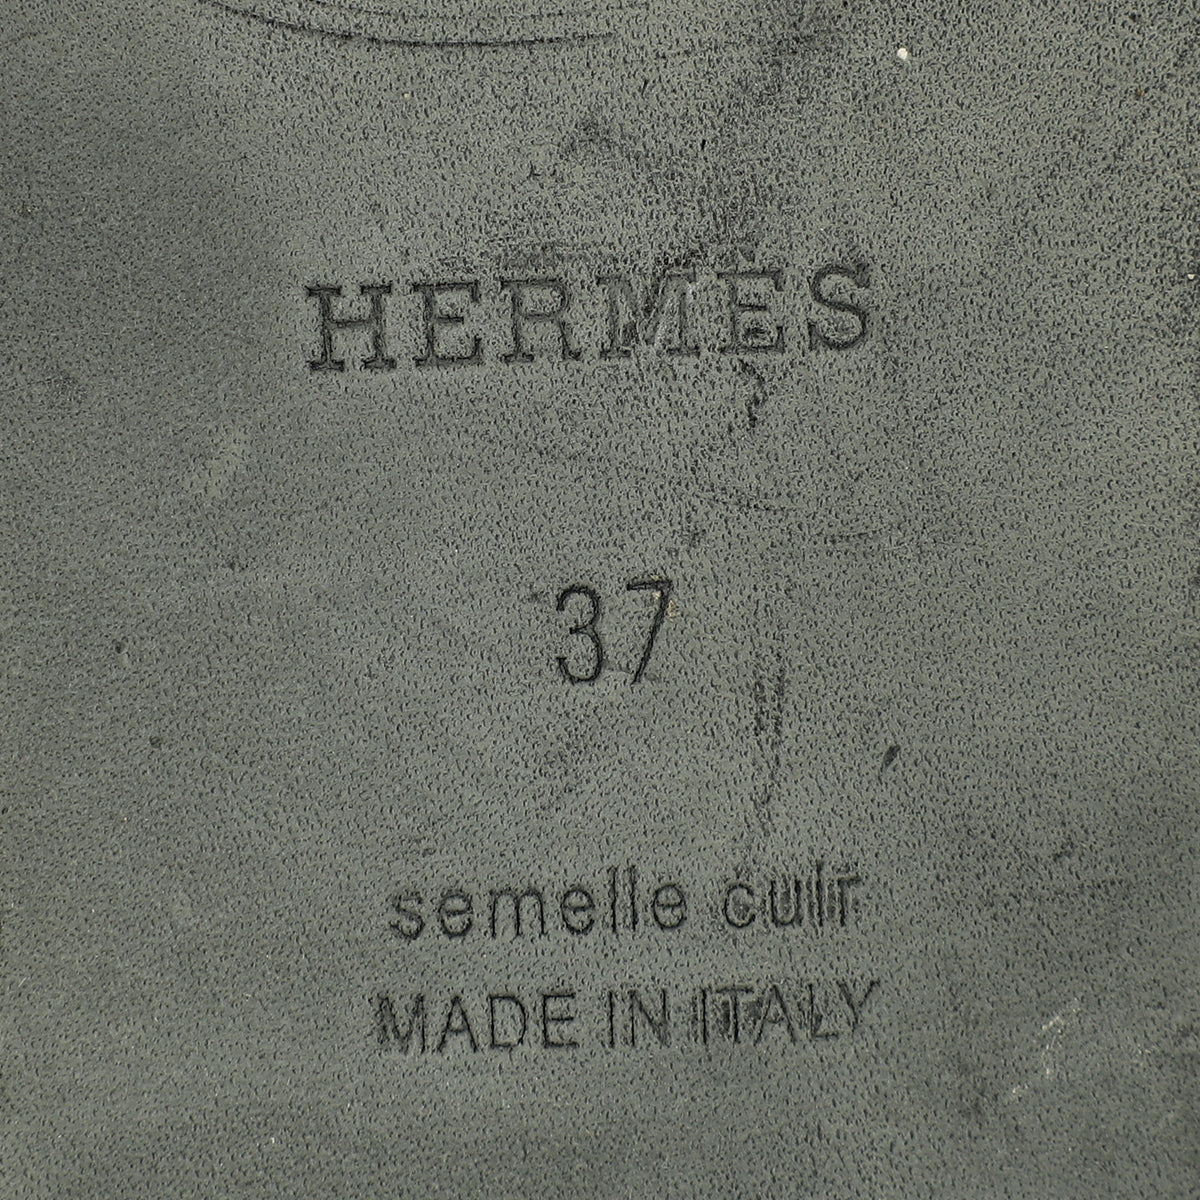 HERMÈS
37
semelle cuir
MADE IN ITALY